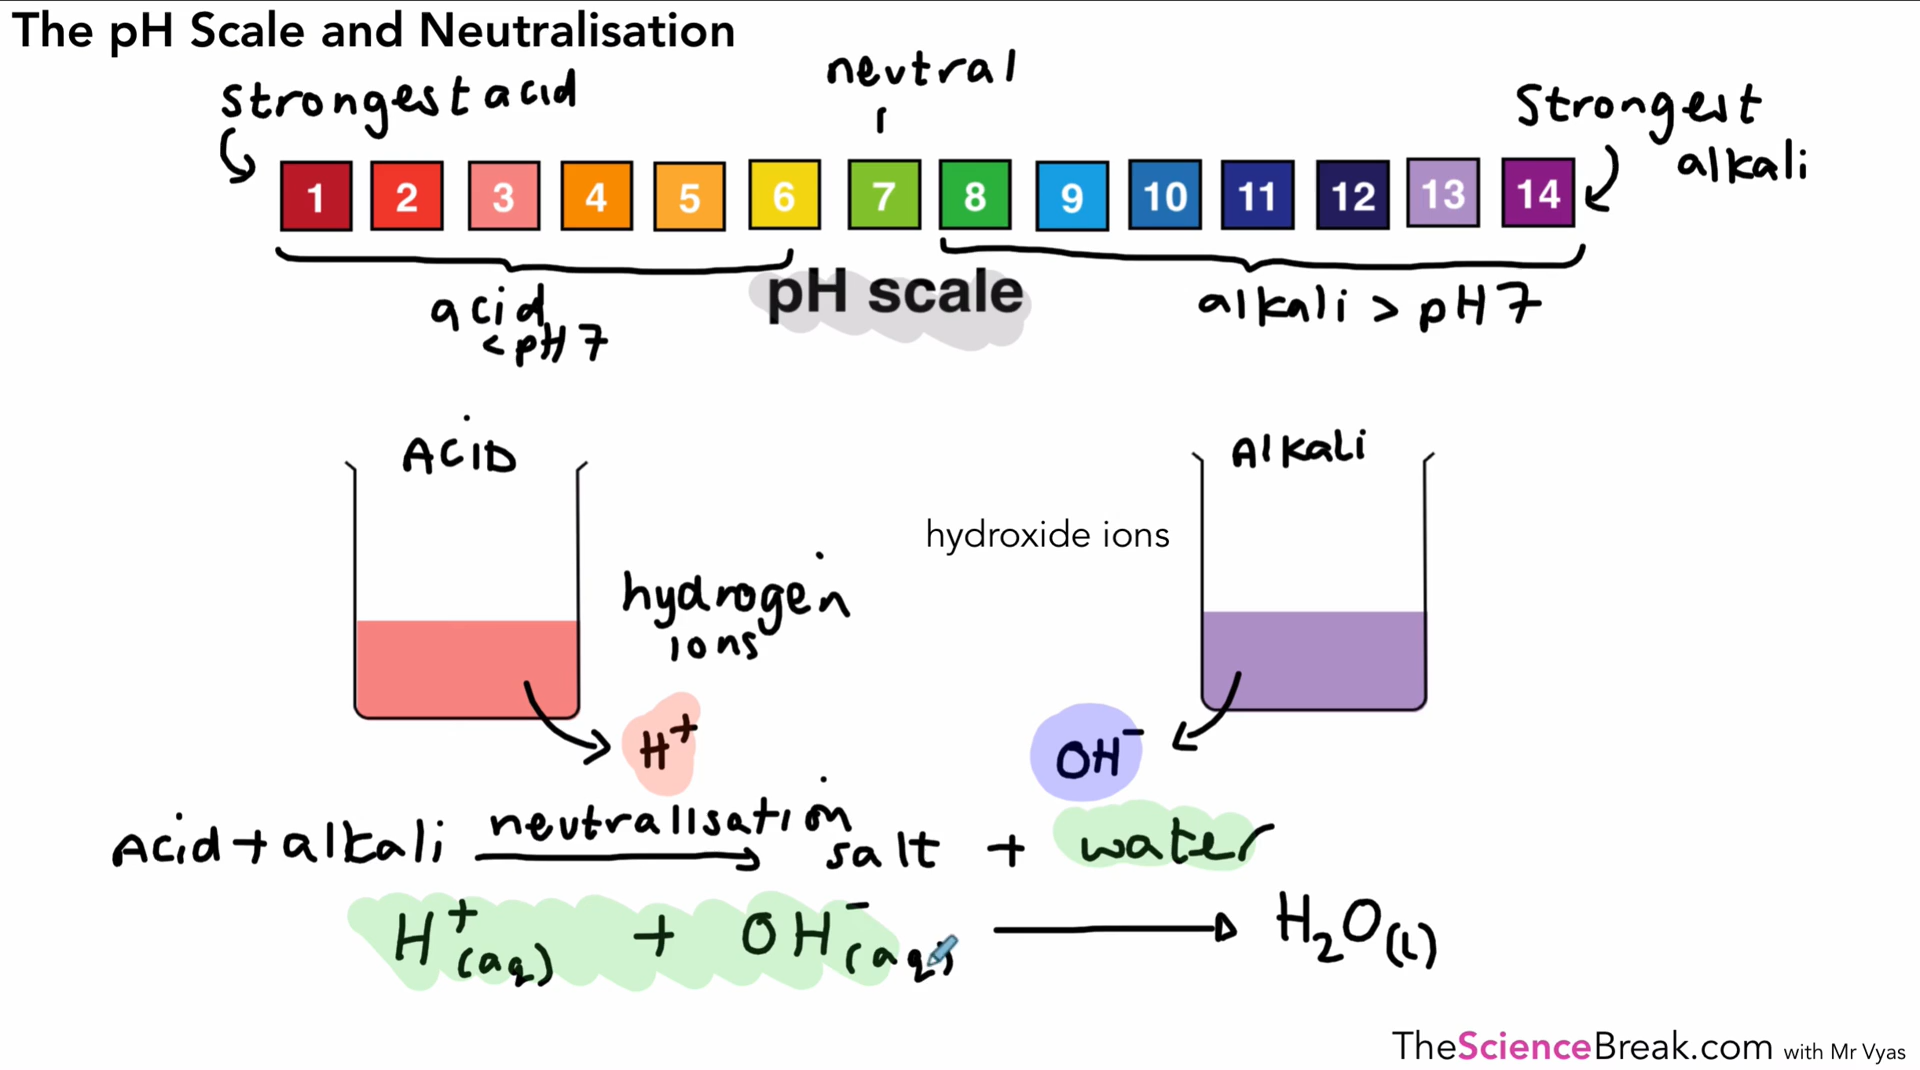 The pH Scale and Neutralisation
strongest acid
neutral
Strongest
alkali
1 2 3 4 5 6 7 8 9 10 11 12 13 14
pH scale
acid
< pH 7
alkali > pH 7
ACID
Alkali
hydroxide ions
hydrogen
ions
H⁺
OH⁻
Acid + alkali neutralisation → salt + water
H⁺(aq) + OH⁻(aq) → H₂O(l)
TheScienceBreak.com with Mr Vyas